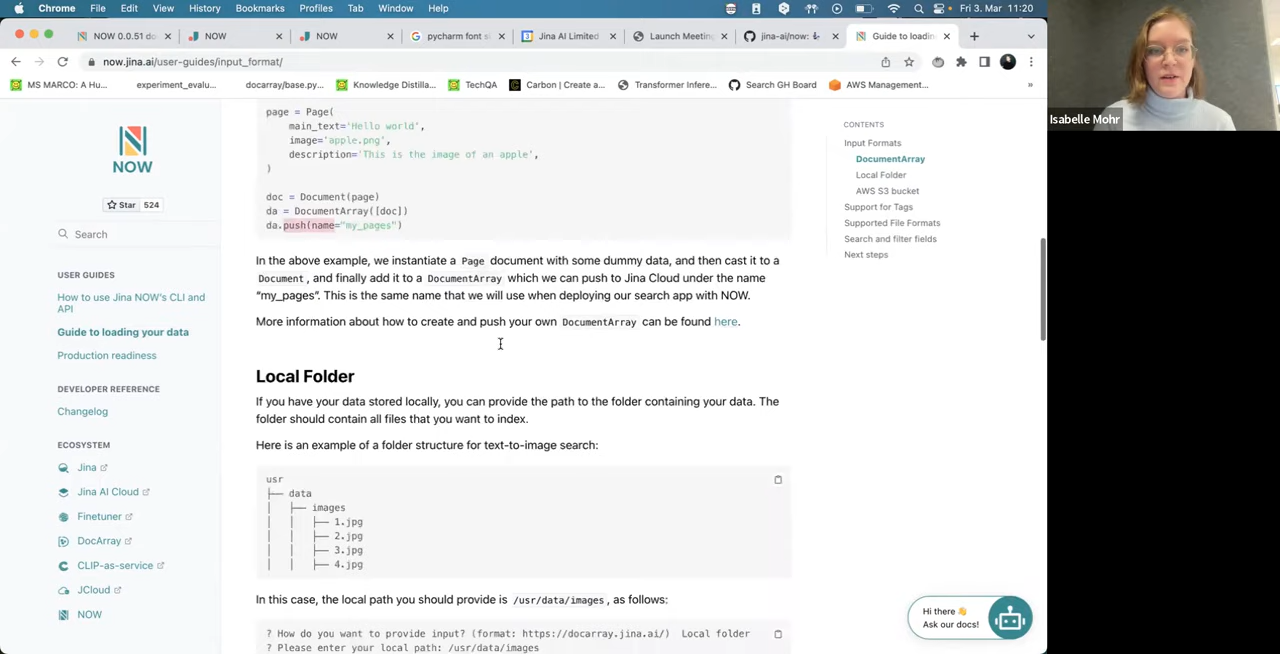 Chrome File Edit View History Bookmarks Profiles Tab Window Help Fri 3. Mar 11:20
NOW 0.0.51 do
NOW
NOW
pycharm font si
Jina AI Limited
Launch Meeting
jina-ai/now:
Guide to loading
now.jina.ai/user-guides/input_format/
MS MARCO: A Hu...
experiment_evalu...
docarray/base.py...
Knowledge Distilla...
TechQA
Carbon | Create a...
Transformer Infere...
Search GH Board
AWS Management...
»
NOW
Star 524
Search
USER GUIDES
How to use Jina NOW's CLI and
API
Guide to loading your data
Production readiness
DEVELOPER REFERENCE
Changelog
ECOSYSTEM
Jina
Jina AI Cloud
Finetuner
DocArray
CLIP-as-service
JCloud
NOW
page = Page(
main_text='Hello world',
image='apple.png',
description='This is the image of an apple',
)
doc = Document(page)
da = DocumentArray([doc])
da.push(name="my_pages")
In the above example, we instantiate a Page document with some dummy data, and then cast it to a
Document, and finally add it to a DocumentArray which we can push to Jina Cloud under the name
“my_pages”. This is the same name that we will use when deploying our search app with NOW.
More information about how to create and push your own DocumentArray can be found here.
Local Folder
If you have your data stored locally, you can provide the path to the folder containing your data. The
folder should contain all files that you want to index.
Here is an example of a folder structure for text-to-image search:
usr
├── data
│ ├── images
│ │ ├── 1.jpg
│ │ ├── 2.jpg
│ │ ├── 3.jpg
│ │ ├── 4.jpg
In this case, the local path you should provide is /usr/data/images, as follows:
? How do you want to provide input? (format: https://docarray.jina.ai/) Local folder
? Please enter your local path: /usr/data/images
CONTENTS
Input Formats
DocumentArray
Local Folder
AWS S3 bucket
Support for Tags
Supported File Formats
Search and filter fields
Next steps
Hi there 👋
Ask our docs!
Isabelle Mohr